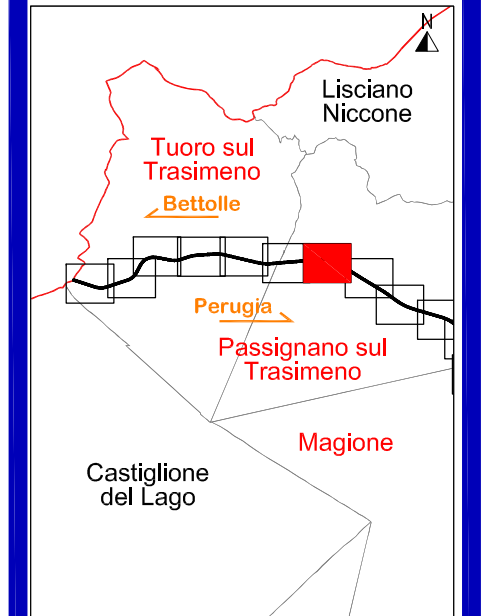 N
Lisciano
Niccone
Tuoro sul
Trasimeno
Bettolle
Perugia
Passignano sul
Trasimeno
Magione
Castiglione
del Lago